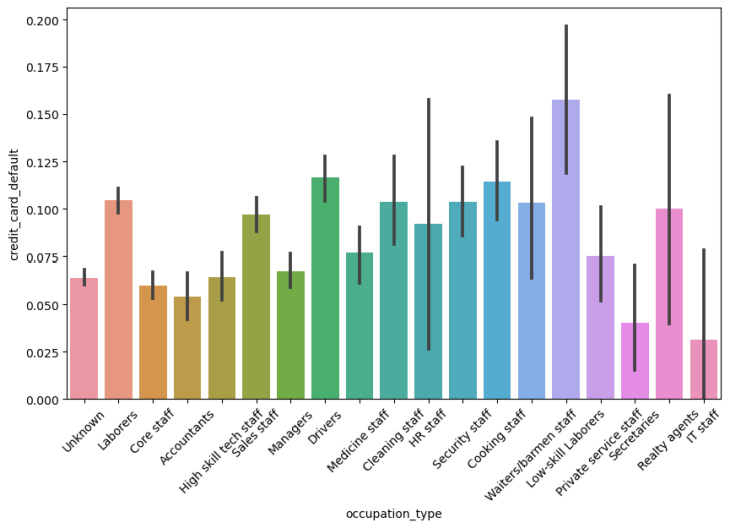 0.200
0.175
0.150
0.125
0.100
0.075
0.050
0.025
0.000
credit_card_default
Unknown
Laborers
Core staff
Accountants
High skill tech staff
Sales staff
Managers
Drivers
Medicine staff
Cleaning staff
HR staff
Security staff
Cooking staff
Waiters/barmen staff
Low-skill Laborers
Private service staff
Secretaries
Realty agents
IT staff
occupation_type